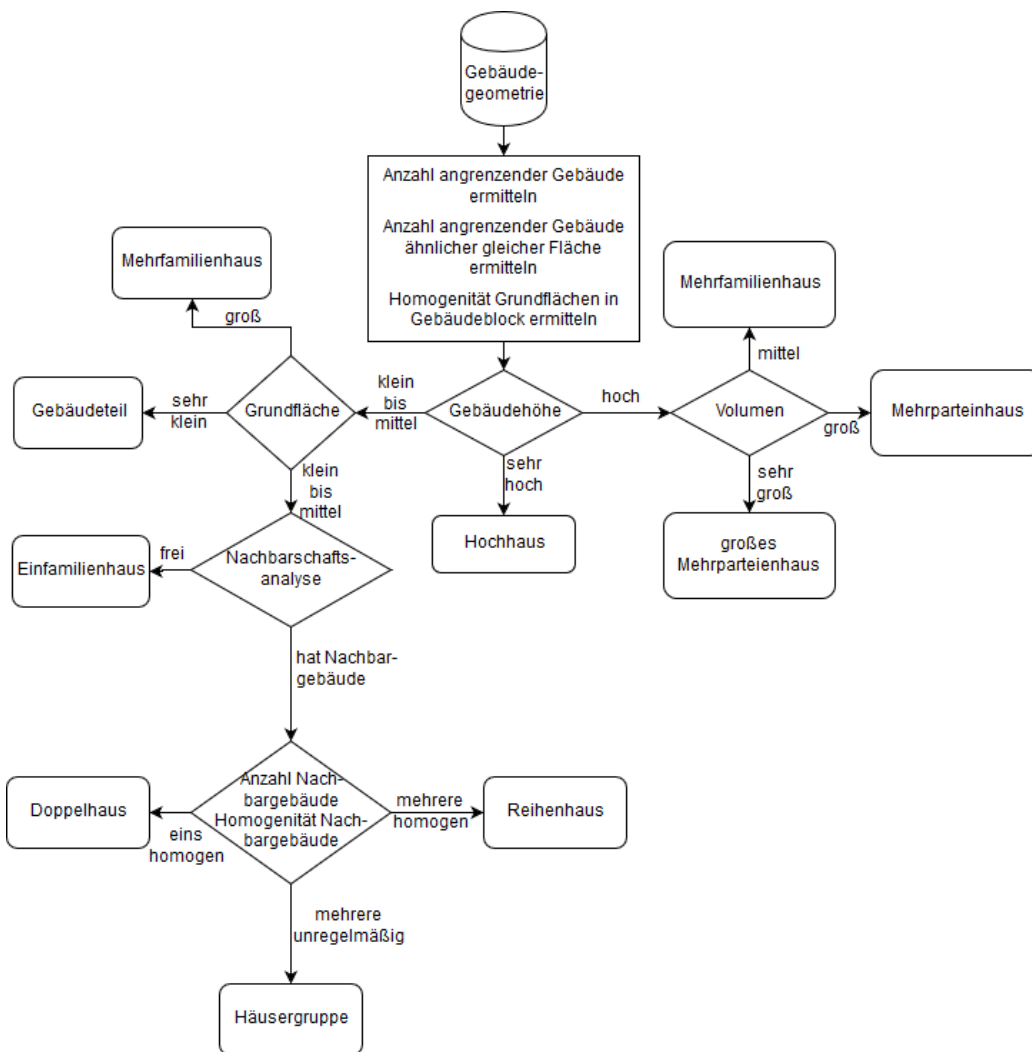 Gebäude-
geometrie
Anzahl angrenzender Gebäude
ermitteln
Anzahl angrenzender Gebäude
ähnlicher gleicher Fläche
ermitteln
Homogenität Grundflächen in
Gebäudeblock ermitteln
Mehrfamilienhaus
Mehrfamilienhaus
groß
mittel
Gebäudeteil
sehr
klein
Grundfläche
klein
bis
mittel
Gebäudehöhe
hoch
Volumen
groß
Mehrparteinhaus
klein
bis
mittel
sehr
hoch
sehr
groß
Einfamilienhaus
frei
Nachbarschafts-
analyse
Hochhaus
großes
Mehrparteienhaus
hat Nachbar-
gebäude
Doppelhaus
eins
homogen
Anzahl Nach-
bargebäude
Homogenität Nach-
bargebäude
mehrere
homogen
Reihenhaus
mehrere
unregelmäßig
Häusergruppe